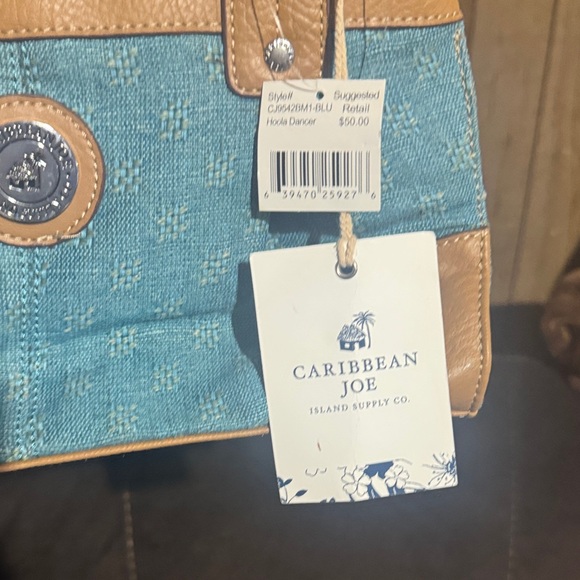 Style# Suggested
CJ9542BM1-BLU Retail
Hoola Dancer $50.00
6 39470 25927 6
CARIBBEAN
JOE
ISLAND SUPPLY CO.